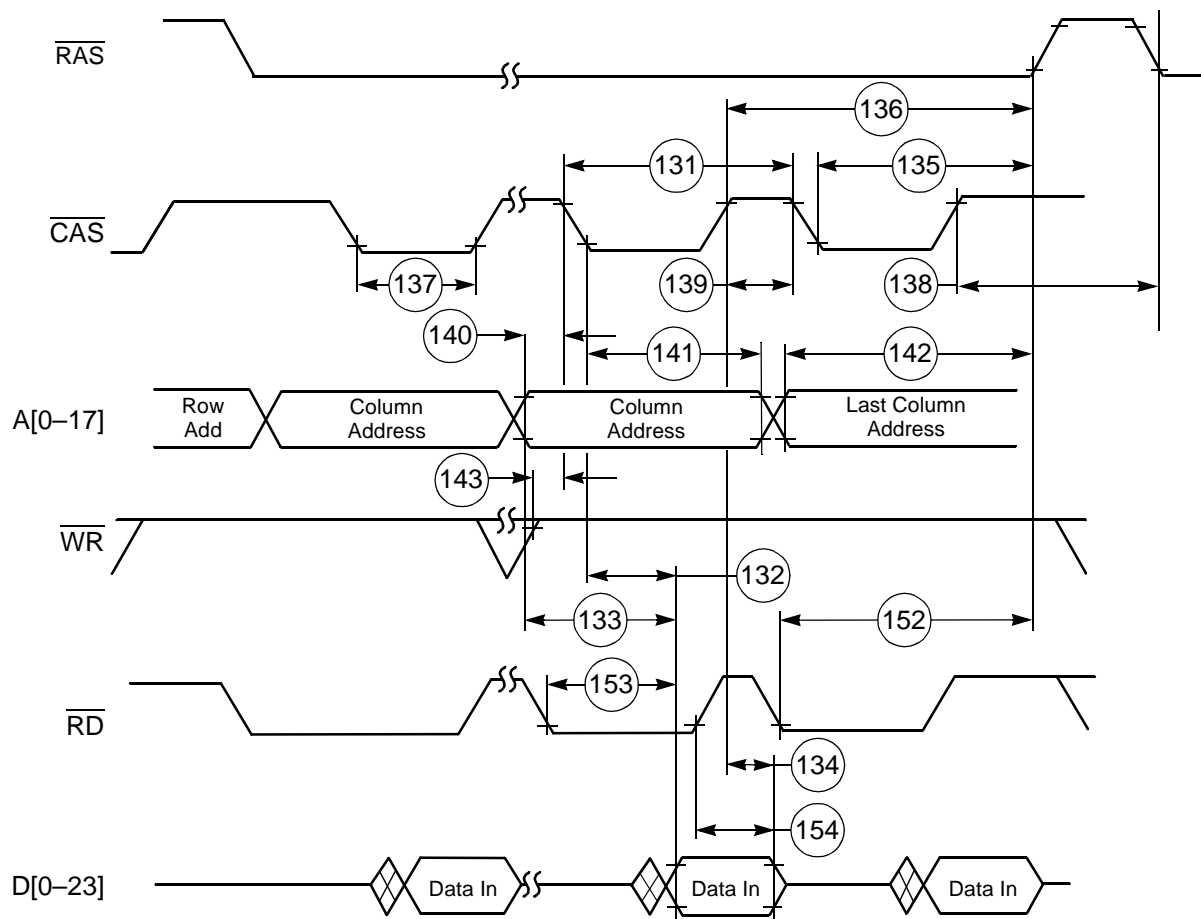 RAS
136
131
135
CAS
137
139
138
140
141
142
A[0–17]
Row
Add
Column
Address
Column
Address
Last Column
Address
143
WR
132
133
152
153
RD
134
154
D[0–23]
Data In
Data In
Data In